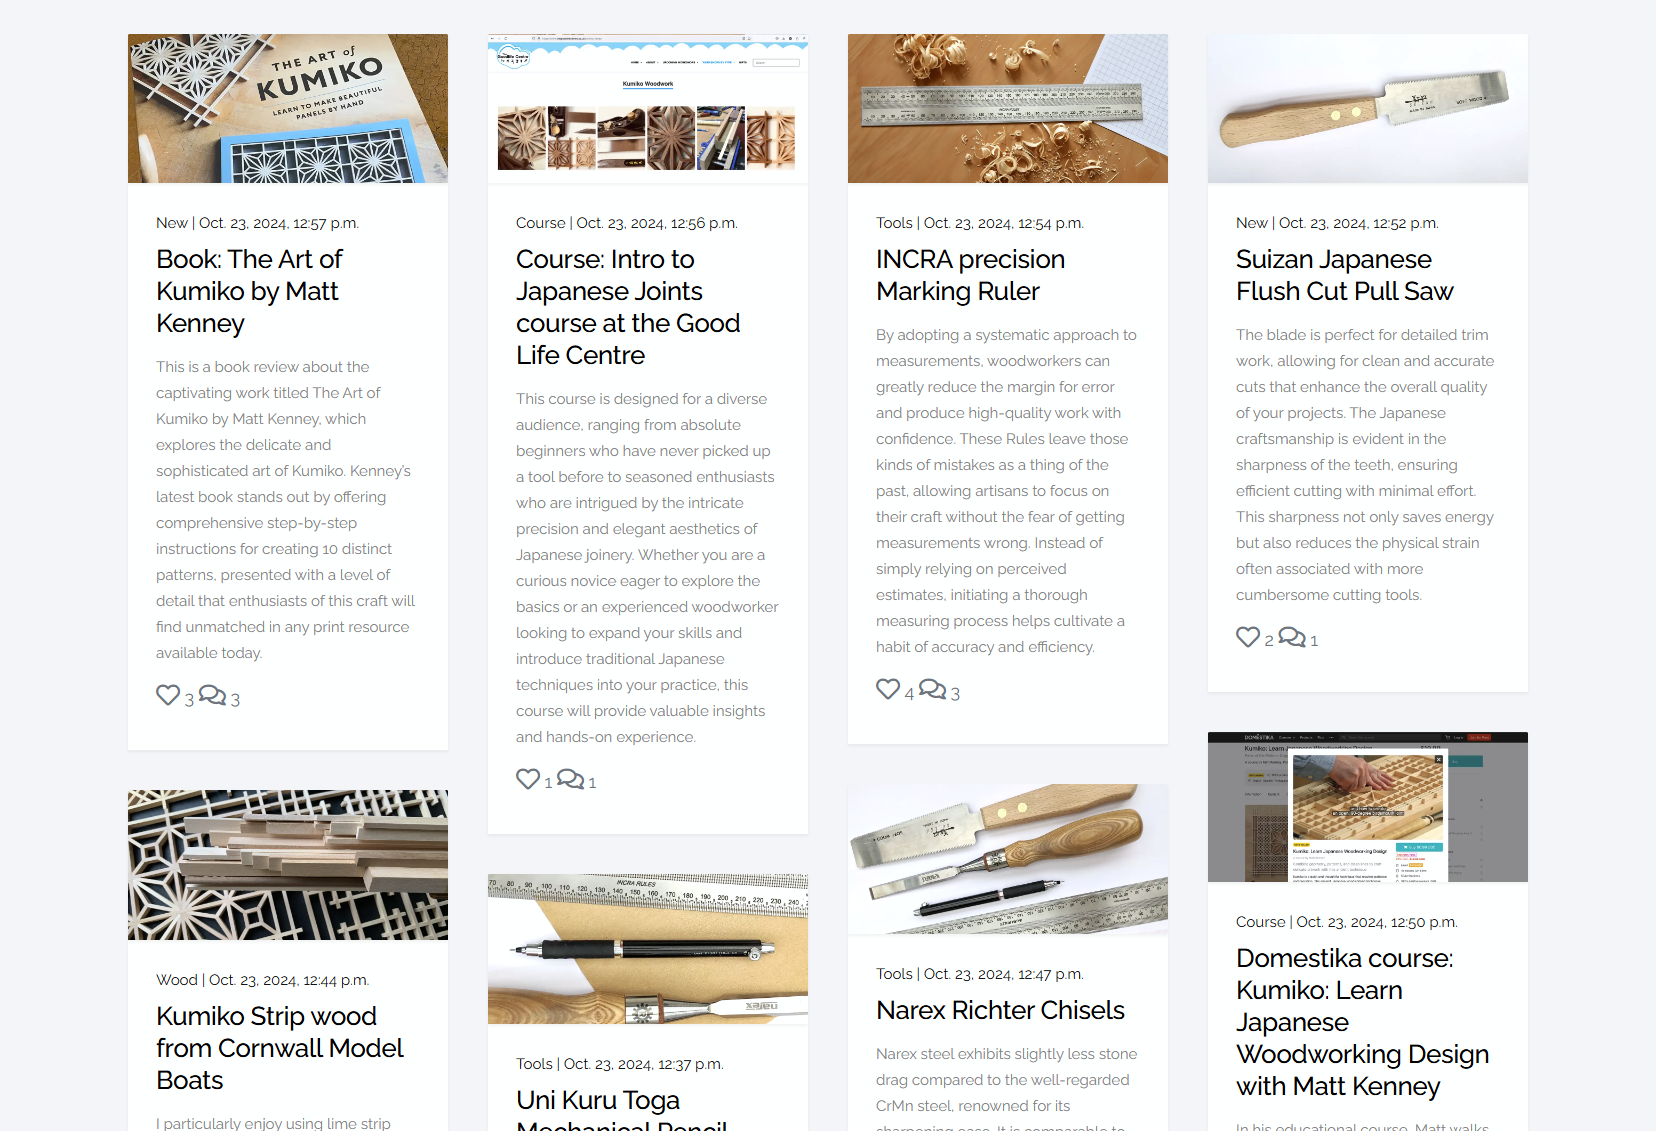 THE ART of
KUMIKO
LEARN TO MAKE BEAUTIFUL
PANELS BY HAND
New | Oct. 23, 2024, 12:57 p.m.
Book: The Art of
Kumiko by Matt
Kenney
This is a book review about the
captivating work titled The Art of
Kumiko by Matt Kenney, which
explores the delicate and
sophisticated art of Kumiko. Kenney's
latest book stands out by offering
comprehensive step-by-step
instructions for creating 10 distinct
patterns, presented with a level of
detail that enthusiasts of this craft will
find unmatched in any print resource
available today.
3 3
Wood | Oct. 23, 2024, 12:44 p.m.
Kumiko Strip wood
from Cornwall Model
Boats
I particularly enjoy using lime strip
Kumiko Woodwork
Course | Oct. 23, 2024, 12:56 p.m.
Course: Intro to
Japanese Joints
course at the Good
Life Centre
This course is designed for a diverse
audience, ranging from absolute
beginners who have never picked up
a tool before to seasoned enthusiasts
who are intrigued by the intricate
precision and elegant aesthetics of
Japanese joinery. Whether you are a
curious novice eager to explore the
basics or an experienced woodworker
looking to expand your skills and
introduce traditional Japanese
techniques into your practice, this
course will provide valuable insights
and hands-on experience.
1 1
INCRA RULES
70 80 90 100 110 120 130 140 150 160 170 180 190 200 210 220 230 240
narex
Tools | Oct. 23, 2024, 12:37 p.m.
Uni Kuru Toga
Mechanical Pencil
INCRA RULES
Tools | Oct. 23, 2024, 12:54 p.m.
INCRA precision
Marking Ruler
By adopting a systematic approach to
measurements, woodworkers can
greatly reduce the margin for error
and produce high-quality work with
confidence. These Rules leave those
kinds of mistakes as a thing of the
past, allowing artisans to focus on
their craft without the fear of getting
measurements wrong. Instead of
simply relying on perceived
estimates, initiating a thorough
measuring process helps cultivate a
habit of accuracy and efficiency.
4 3
Tools | Oct. 23, 2024, 12:47 p.m.
Narex Richter Chisels
Narex steel exhibits slightly less stone
drag compared to the well-regarded
CrMn steel, renowned for its
sharpening ease. It is comparable to
New | Oct. 23, 2024, 12:52 p.m.
Suizan Japanese
Flush Cut Pull Saw
The blade is perfect for detailed trim
work, allowing for clean and accurate
cuts that enhance the overall quality
of your projects. The Japanese
craftsmanship is evident in the
sharpness of the teeth, ensuring
efficient cutting with minimal effort.
This sharpness not only saves energy
but also reduces the physical strain
often associated with more
cumbersome cutting tools.
2 1
DOMESTIKA
Kumiko: Learn Japanese Woodworking Design
Course | Oct. 23, 2024, 12:50 p.m.
Domestika course:
Kumiko: Learn
Japanese
Woodworking Design
with Matt Kenney
In his educational course, Matt walks